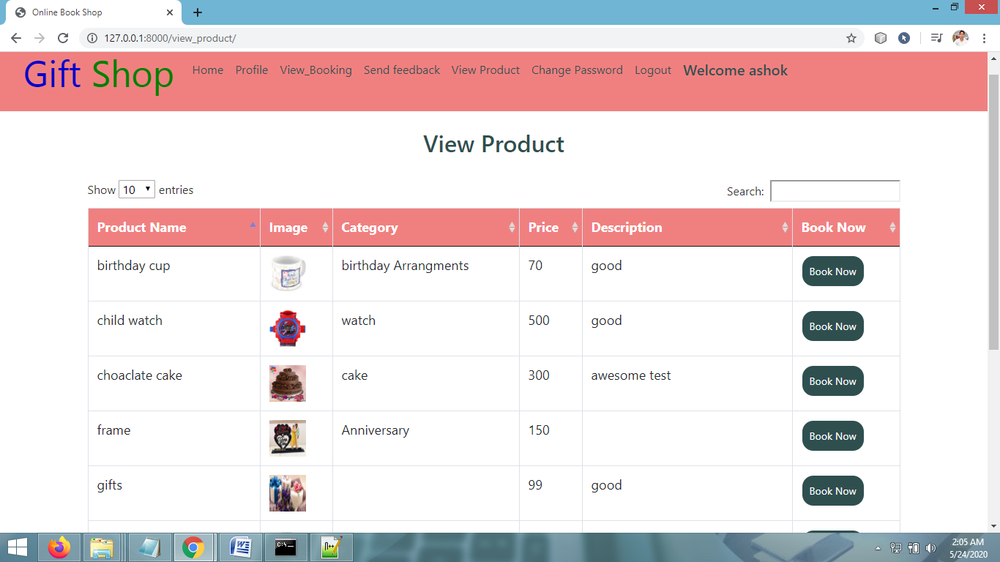 Online Book Shop
127.0.0.1:8000/view_product/
Gift Shop Home Profile View_Booking Send feedback View Product Change Password Logout Welcome ashok
View Product
Show 10 entries Search:
Product Name Image Category Price Description Book Now
birthday cup birthday Arrangments 70 good Book Now
child watch watch 500 good Book Now
choaclate cake cake 300 awesome test Book Now
frame Anniversary 150 Book Now
gifts 99 good Book Now
2:05 AM
5/24/2020